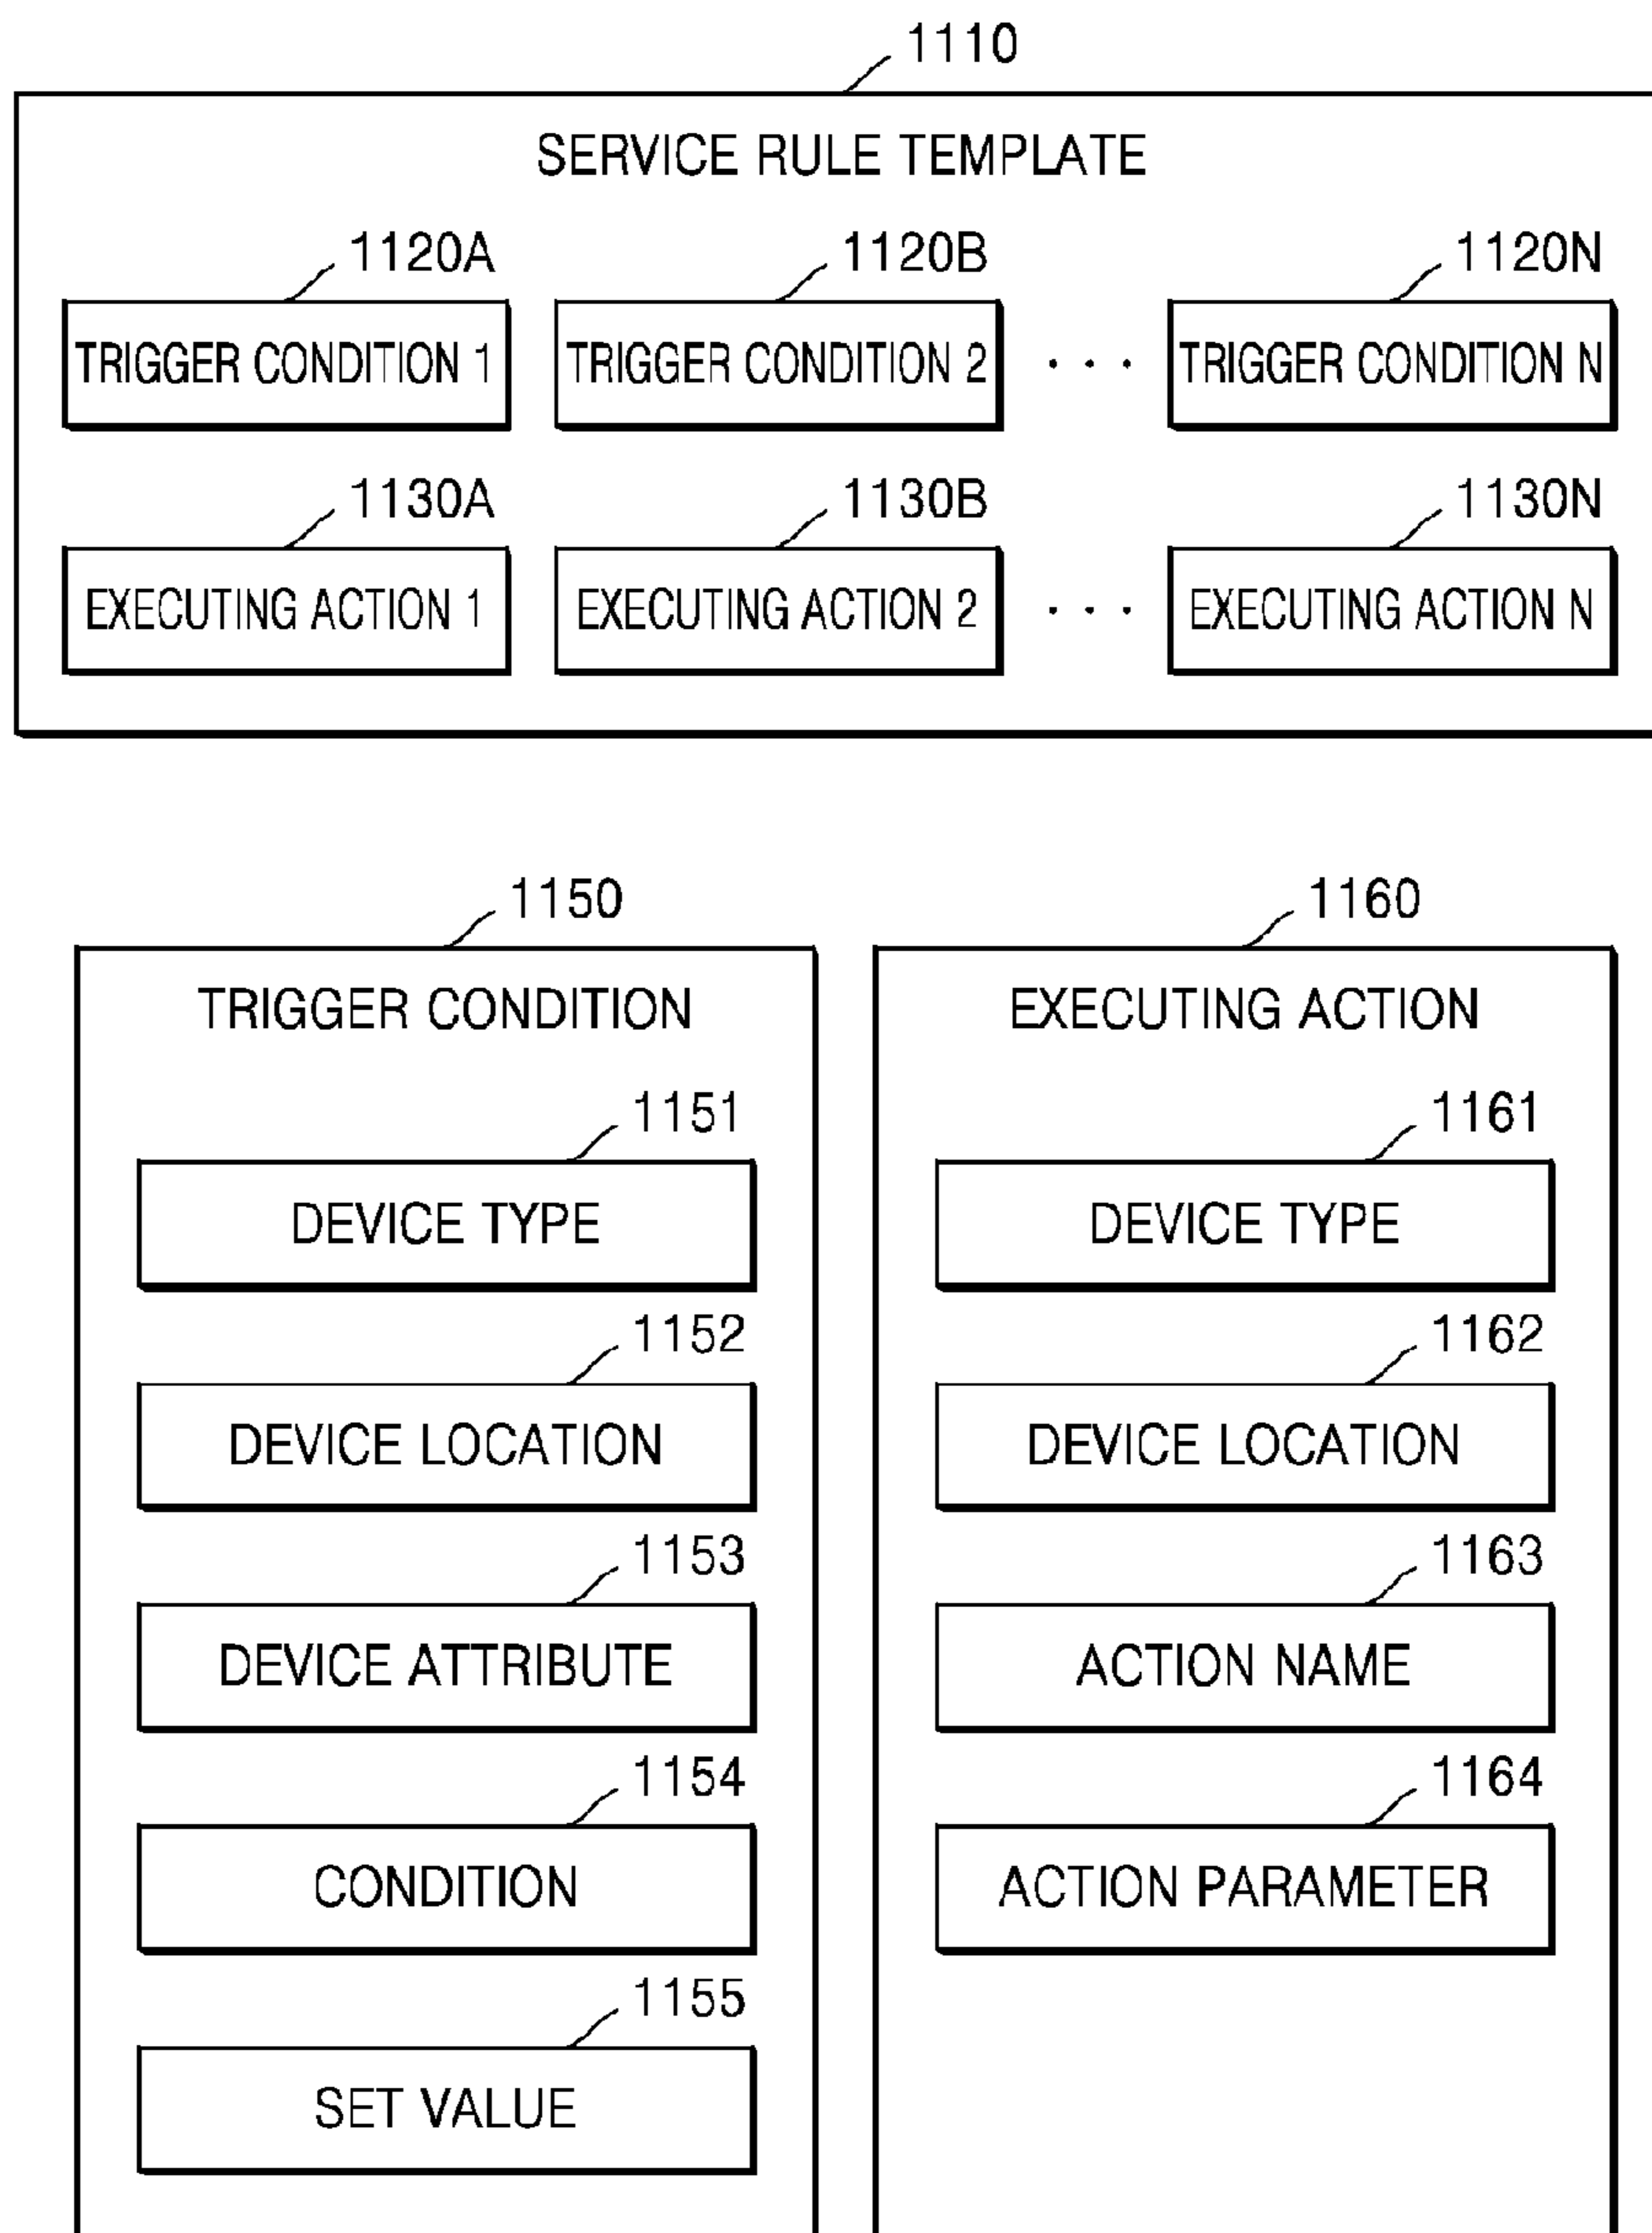 1110
SERVICE RULE TEMPLATE
1120A 1120B 1120N
TRIGGER CONDITION 1 TRIGGER CONDITION 2 · · · TRIGGER CONDITION N
1130A 1130B 1130N
EXECUTING ACTION 1 EXECUTING ACTION 2 · · · EXECUTING ACTION N
1150
TRIGGER CONDITION
1151
DEVICE TYPE
1152
DEVICE LOCATION
1153
DEVICE ATTRIBUTE
1154
CONDITION
1155
SET VALUE
1160
EXECUTING ACTION
1161
DEVICE TYPE
1162
DEVICE LOCATION
1163
ACTION NAME
1164
ACTION PARAMETER